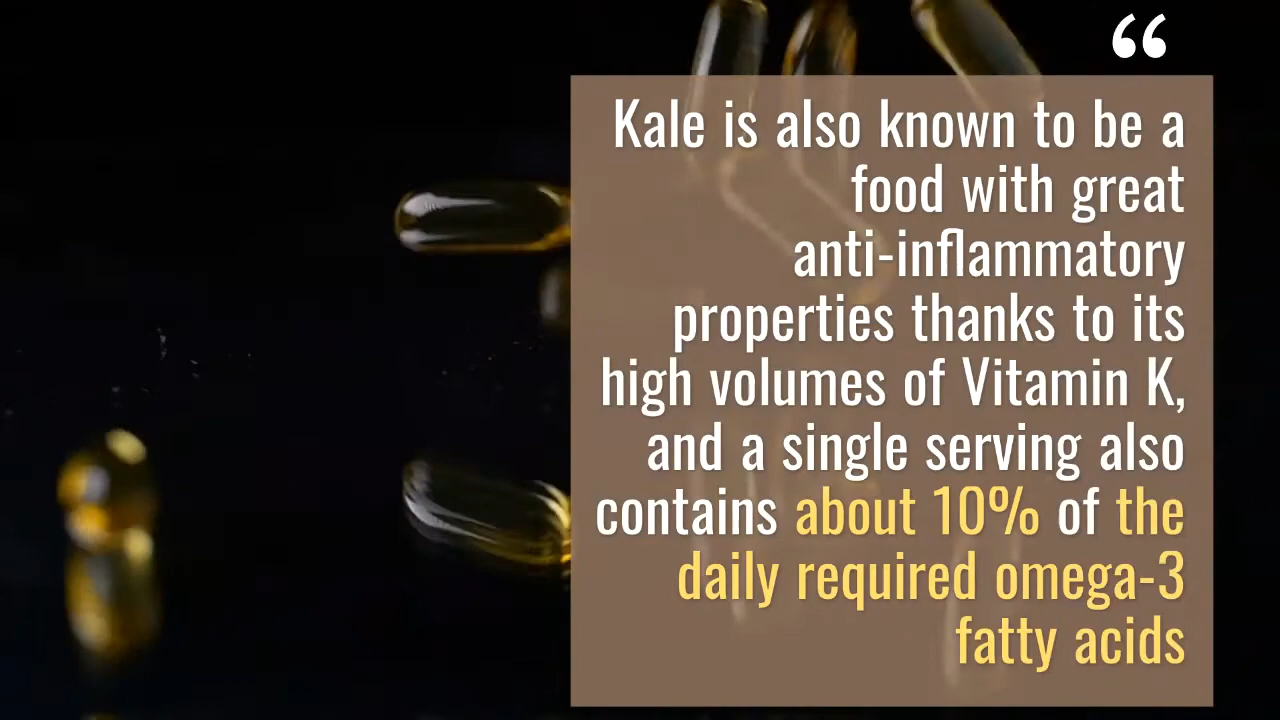 “
Kale is also known to be a
food with great
anti-inflammatory
properties thanks to its
high volumes of Vitamin K,
and a single serving also
contains about 10% of the
daily required omega-3
fatty acids